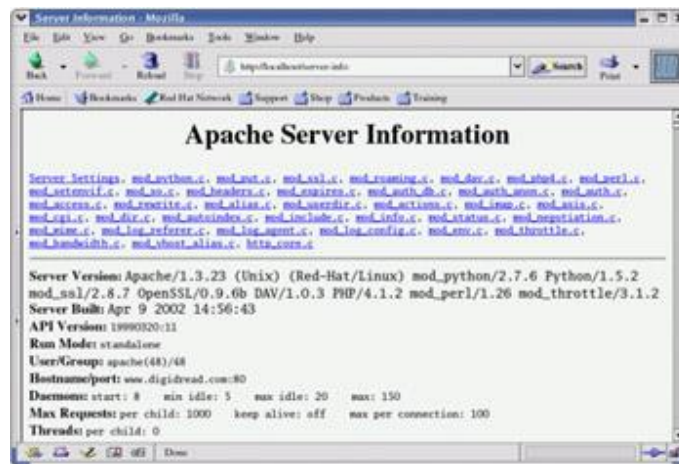 Server Information - Mozilla
File Edit View Go Bookmarks Tools Window Help
Back Forward Reload Stop http://localhost/server-info Search Print
Home Bookmarks Red Hat Network Support Shop Products Training
Apache Server Information
Server Settings, mod_python.c, mod_put.c, mod_ssl.c, mod_roaming.c, mod_dav.c, mod_php4.c, mod_perl.c,
mod_setenvif.c, mod_so.c, mod_headers.c, mod_expires.c, mod_auth_db.c, mod_auth_anon.c, mod_auth.c,
mod_access.c, mod_rewrite.c, mod_alias.c, mod_userdir.c, mod_actions.c, mod_imap.c, mod_asis.c,
mod_cgi.c, mod_dir.c, mod_autoindex.c, mod_include.c, mod_info.c, mod_status.c, mod_negotiation.c,
mod_mime.c, mod_log_referer.c, mod_log_agent.c, mod_log_config.c, mod_env.c, mod_throttle.c,
mod_bandwidth.c, mod_vhost_alias.c, http_core.c
Server Version: Apache/1.3.23 (Unix) (Red-Hat/Linux) mod_python/2.7.6 Python/1.5.2
mod_ssl/2.8.7 OpenSSL/0.9.6b DAV/1.0.3 PHP/4.1.2 mod_perl/1.26 mod_throttle/3.1.2
Server Built: Apr 9 2002 14:56:43
API Version: 19990320:11
Run Mode: standalone
User/Group: apache(48)/48
Hostname/port: www.digidread.com:80
Daemons: start: 8 min idle: 5 max idle: 20 max: 150
Max Requests: per child: 1000 keep alive: off max per connection: 100
Threads: per child: 0
Done